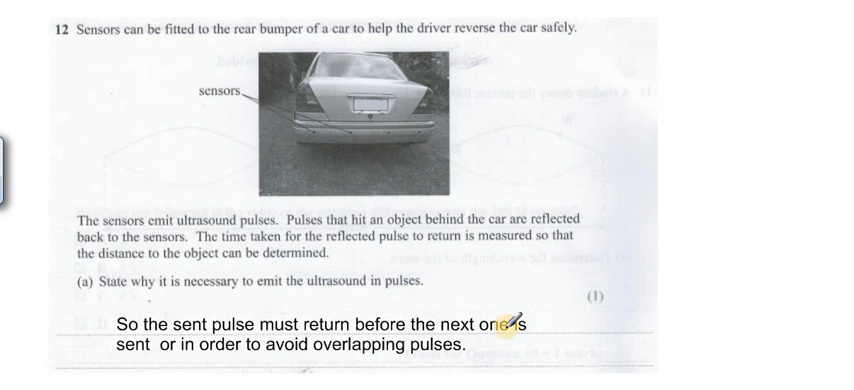 12 Sensors can be fitted to the rear bumper of a car to help the driver reverse the car safely.
sensors
The sensors emit ultrasound pulses. Pulses that hit an object behind the car are reflected
back to the sensors. The time taken for the reflected pulse to return is measured so that
the distance to the object can be determined.
(a) State why it is necessary to emit the ultrasound in pulses.
(1)
So the sent pulse must return before the next one is
sent or in order to avoid overlapping pulses.